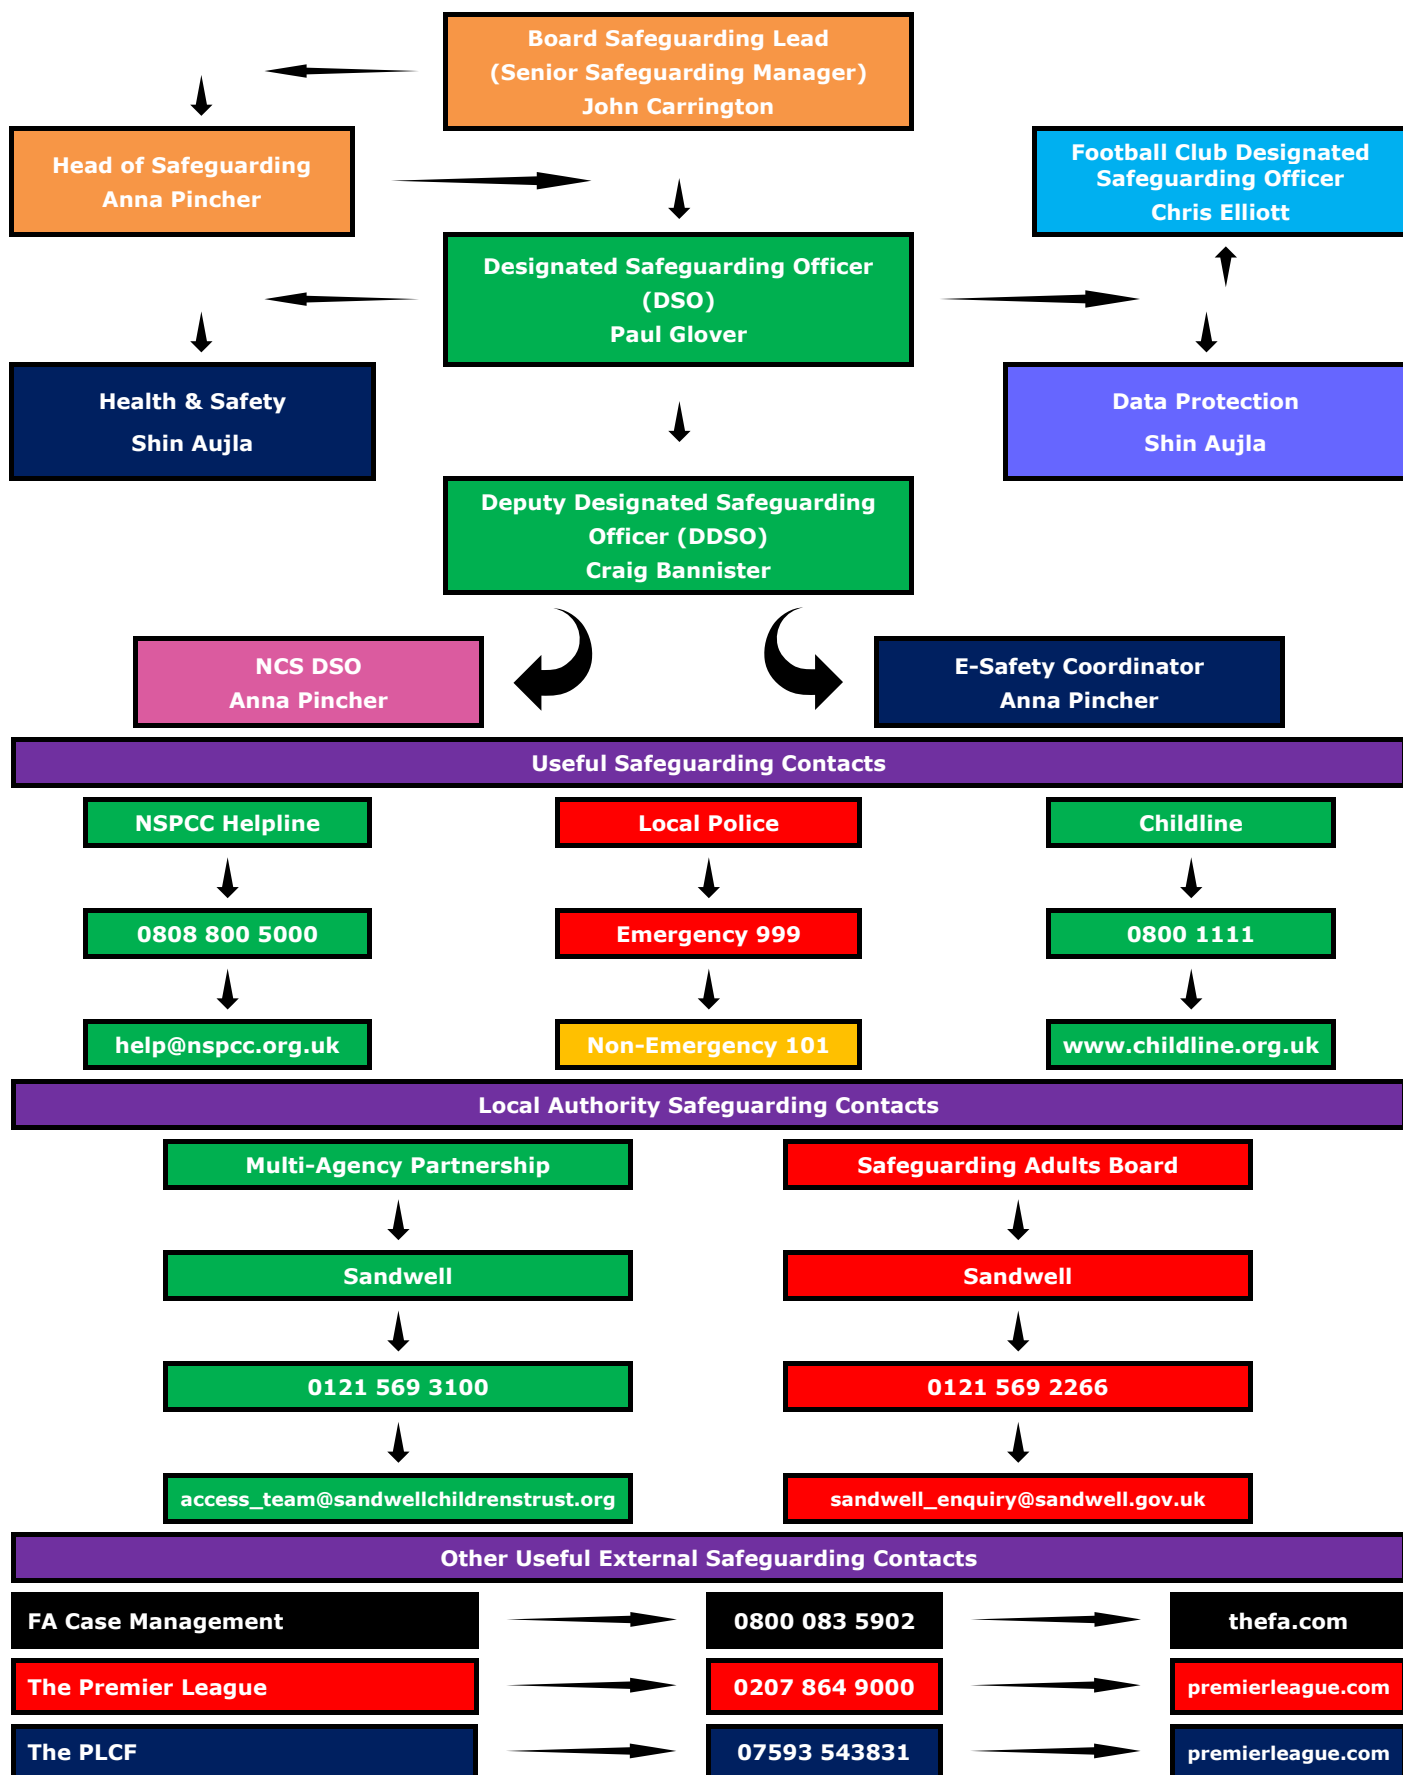 Board Safeguarding Lead
(Senior Safeguarding Manager)
John Carrington
Head of Safeguarding
Anna Pincher
Football Club Designated
Safeguarding Officer
Chris Elliott
Designated Safeguarding Officer
(DSO)
Paul Glover
Health & Safety
Shin Aujla
Data Protection
Shin Aujla
Deputy Designated Safeguarding
Officer (DDSO)
Craig Bannister
NCS DSO
Anna Pincher
E-Safety Coordinator
Anna Pincher
Useful Safeguarding Contacts
NSPCC Helpline
Local Police
Childline
0808 800 5000
Emergency 999
0800 1111
help@nspcc.org.uk
Non-Emergency 101
www.childline.org.uk
Local Authority Safeguarding Contacts
Multi-Agency Partnership
Safeguarding Adults Board
Sandwell
Sandwell
0121 569 3100
0121 569 2266
access_team@sandwellchildrenstrust.org
sandwell_enquiry@sandwell.gov.uk
Other Useful External Safeguarding Contacts
FA Case Management
0800 083 5902
thefa.com
The Premier League
0207 864 9000
premierleague.com
The PLCF
07593 543831
premierleague.com